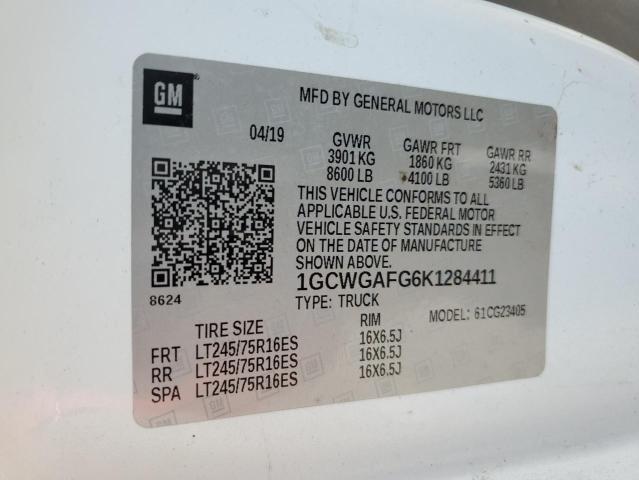 GM
MFD BY GENERAL MOTORS LLC
04/19 GVWR GAWR FRT GAWR RR
3901 KG 1860 KG 2431 KG
8600 LB 4100 LB 5360 LB
THIS VEHICLE CONFORMS TO ALL
APPLICABLE U.S. FEDERAL MOTOR
VEHICLE SAFETY STANDARDS IN EFFECT
ON THE DATE OF MANUFACTURE
SHOWN ABOVE.
1GCWGAFG6K1284411
8624
TYPE: TRUCK MODEL: 61CG23405
TIRE SIZE RIM
FRT LT245/75R16ES 16X6.5J
RR LT245/75R16ES 16X6.5J
SPA LT245/75R16ES 16X6.5J